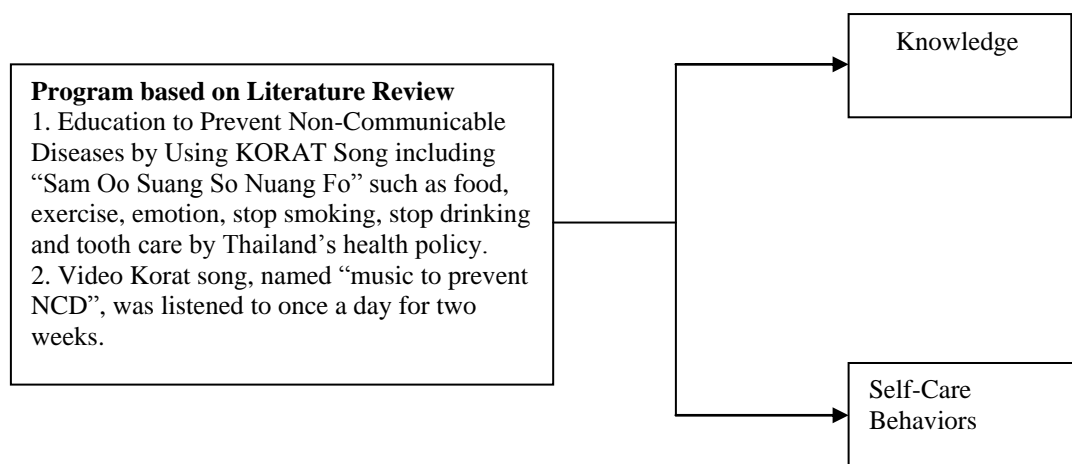 Knowledge
Program based on Literature Review
1. Education to Prevent Non-Communicable
Diseases by Using KORAT Song including
“Sam Oo Suang So Nuang Fo” such as food,
exercise, emotion, stop smoking, stop drinking
and tooth care by Thailand’s health policy.
2. Video Korat song, named “music to prevent
NCD”, was listened to once a day for two
weeks.
Self-Care
Behaviors